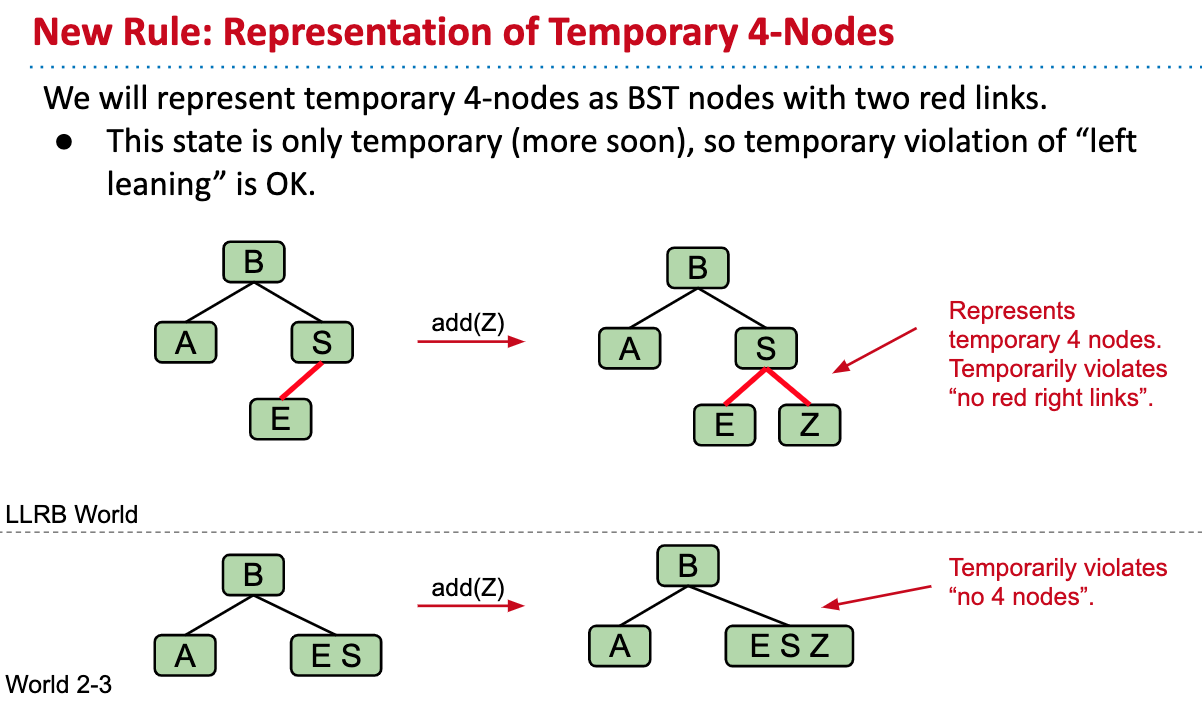 New Rule: Representation of Temporary 4-Nodes
We will represent temporary 4-nodes as BST nodes with two red links.
● This state is only temporary (more soon), so temporary violation of “left
leaning” is OK.
B
A
S
E
add(Z)
B
A
S
E
Z
Represents
temporary 4 nodes.
Temporarily violates
“no red right links”.
LLRB World
B
A
E S
add(Z)
B
A
E S Z
Temporarily violates
“no 4 nodes”.
World 2-3